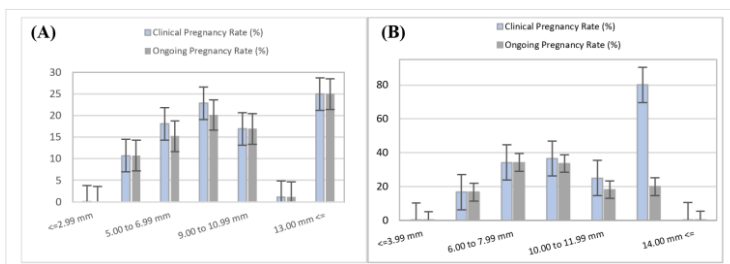 (A)
Clinical Pregnancy Rate (%)
Ongoing Pregnancy Rate (%)
30
25
20
15
10
5
0
<=2.99 mm
5.00 to 6.99 mm
9.00 to 10.99 mm
13.00 mm <=
(B)
Clinical Pregnancy Rate (%)
Ongoing Pregnancy Rate (%)
80
60
40
20
0
<=3.99 mm
6.00 to 7.99 mm
10.00 to 11.99 mm
14.00 mm <=